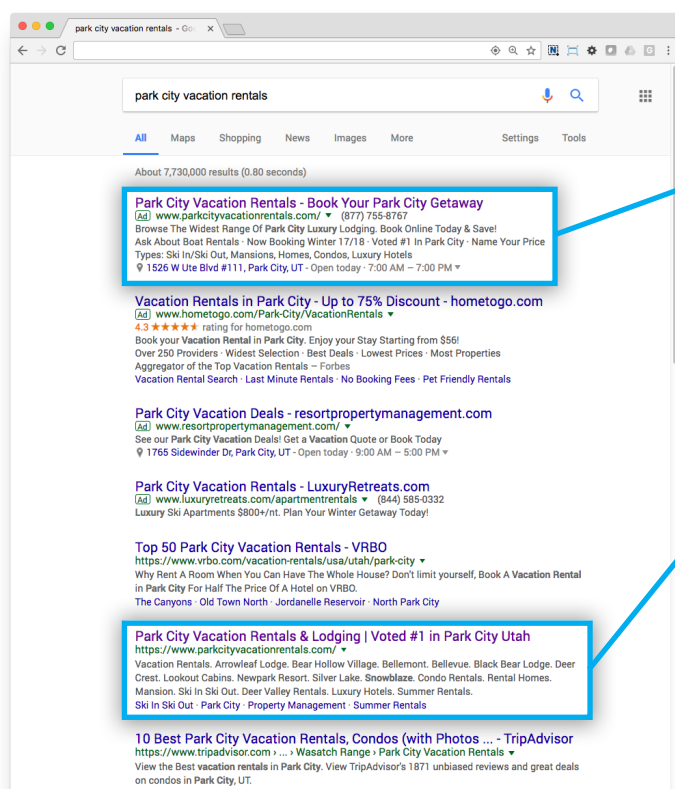 park city vacation rentals - Goo
park city vacation rentals
All Maps Shopping News Images More Settings Tools
About 7,730,000 results (0.80 seconds)
Park City Vacation Rentals - Book Your Park City Getaway
Ad www.parkcityvacationrentals.com/ (877) 755-8767
Browse The Widest Range Of Park City Luxury Lodging. Book Online Today & Save!
Ask About Boat Rentals · Now Booking Winter 17/18 · Voted #1 In Park City · Name Your Price
Types: Ski In/Ski Out, Mansions, Homes, Condos, Luxury Hotels
1526 W Ute Blvd #111, Park City, UT - Open today · 7:00 AM – 7:00 PM
Vacation Rentals in Park City - Up to 75% Discount - hometogo.com
Ad www.hometogo.com/Park-City/VacationRentals
4.3 ★★★★★ rating for hometogo.com
Book your Vacation Rental in Park City. Enjoy your Stay Starting from $56!
Over 250 Providers · Widest Selection · Best Deals · Lowest Prices · Most Properties
Aggregator of the Top Vacation Rentals – Forbes
Vacation Rental Search · Last Minute Rentals · No Booking Fees · Pet Friendly Rentals
Park City Vacation Deals - resortpropertymanagement.com
Ad www.resortpropertymanagement.com/
See our Park City Vacation Deals! Get a Vacation Quote or Book Today
1765 Sidewinder Dr, Park City, UT - Open today · 9:00 AM – 5:00 PM
Park City Vacation Rentals - LuxuryRetreats.com
Ad www.luxuryretreats.com/apartmentrentals (844) 585-0332
Luxury Ski Apartments $800+/nt. Plan Your Winter Getaway Today!
Top 50 Park City Vacation Rentals - VRBO
https://www.vrbo.com/vacation-rentals/usa/utah/park-city
Why Rent A Room When You Can Have The Whole House? Don't limit yourself, Book A Vacation Rental
in Park City For Half The Price Of A Hotel on VRBO.
The Canyons · Old Town North · Jordanelle Reservoir · North Park City
Park City Vacation Rentals & Lodging | Voted #1 in Park City Utah
https://www.parkcityvacationrentals.com/
Vacation Rentals. Arrowleaf Lodge. Bear Hollow Village. Bellemont. Bellevue. Black Bear Lodge. Deer
Crest. Lookout Cabins. Newpark Resort. Silver Lake. Snowblaze. Condo Rentals. Rental Homes.
Mansion. Ski In Ski Out. Deer Valley Rentals. Luxury Hotels. Summer Rentals.
Ski In Ski Out · Park City · Property Management · Summer Rentals
10 Best Park City Vacation Rentals, Condos (with Photos ... - TripAdvisor
https://www.tripadvisor.com › ... › Wasatch Range › Park City Vacation Rentals
View the Best vacation rentals in Park City. View TripAdvisor's 1871 unbiased reviews and great deals
on condos in Park City, UT.